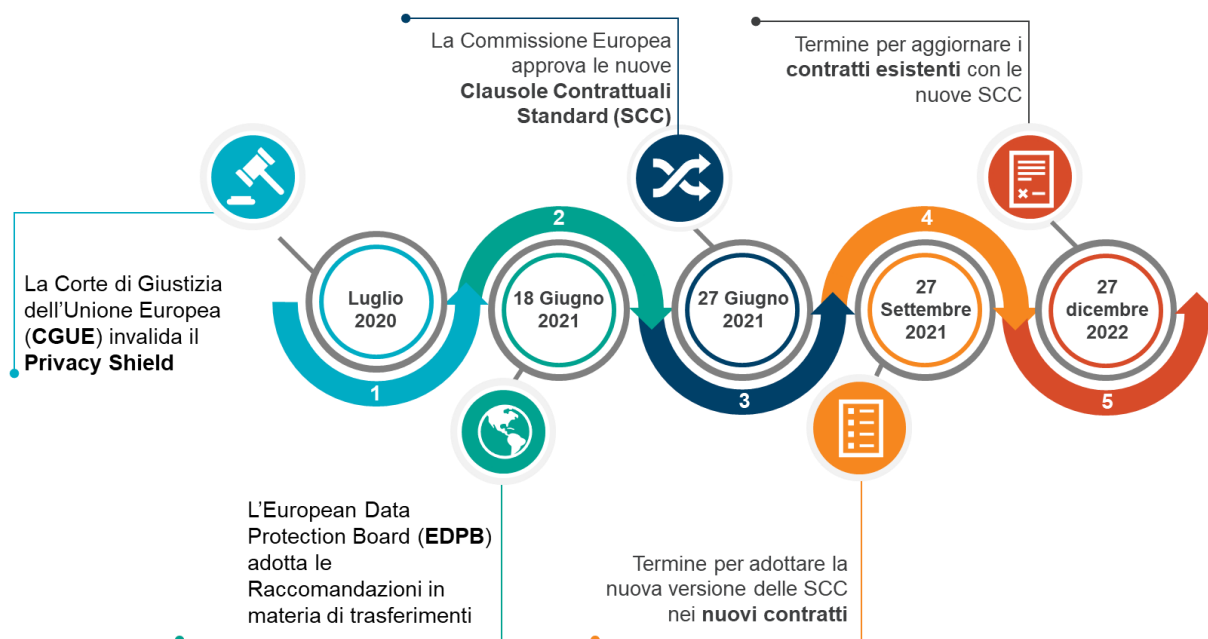 La Commissione Europea
approva le nuove
Clausole Contrattuali
Standard (SCC)
Termine per aggiornare i
contratti esistenti con le
nuove SCC
La Corte di Giustizia
dell’Unione Europea
(CGUE) invalida il
Privacy Shield
Luglio
2020
1
2
18 Giugno
2021
27 Giugno
2021
3
4
27
Settembre
2021
27
dicembre
2022
5
L’European Data
Protection Board (EDPB)
adotta le
Raccomandazioni in
materia di trasferimenti
Termine per adottare la
nuova versione delle SCC
nei nuovi contratti